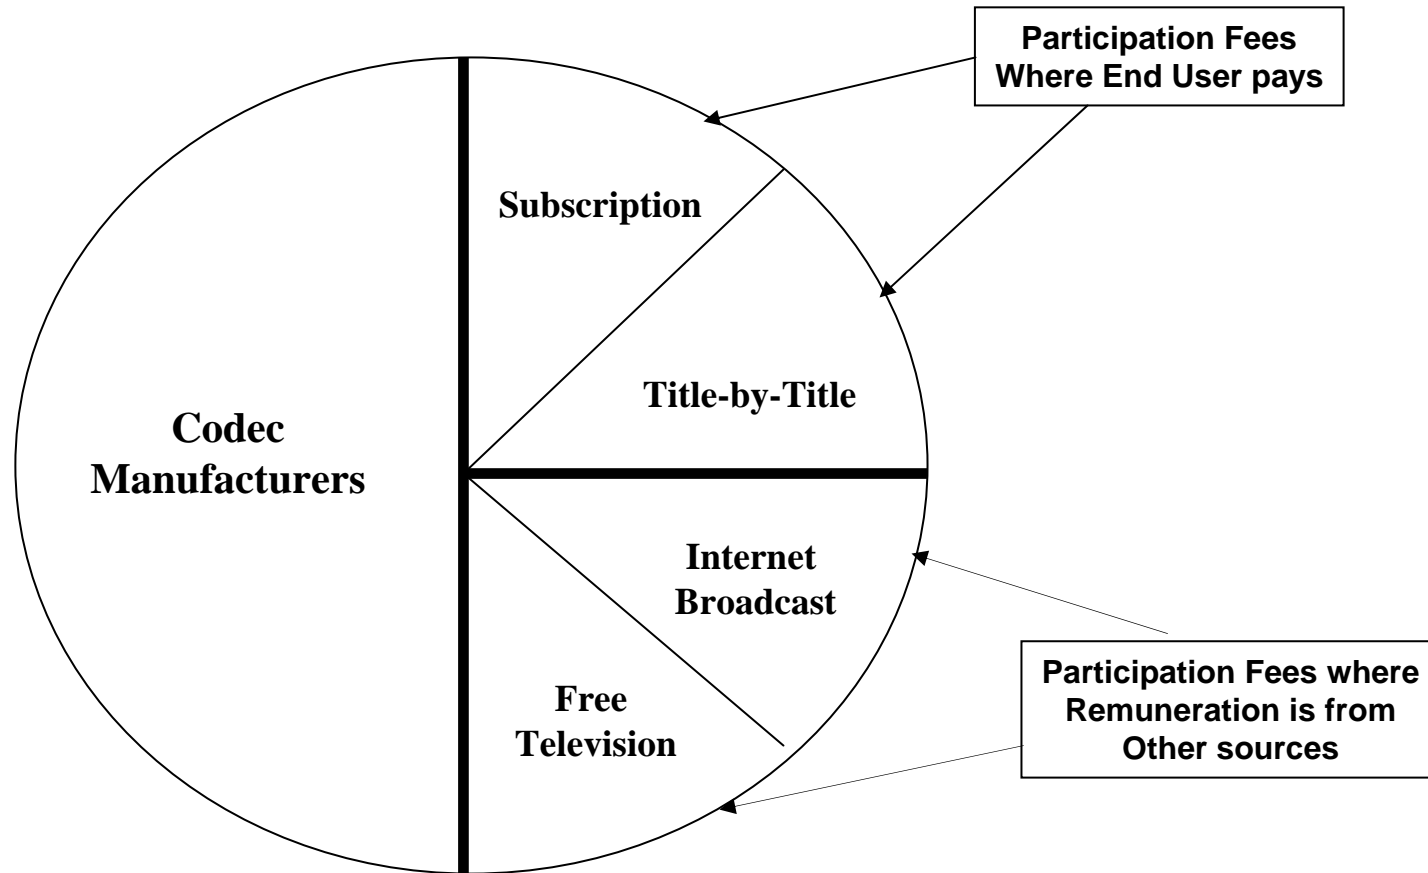 Participation Fees
Where End User pays
Subscription
Title-by-Title
Codec
Manufacturers
Internet
Broadcast
Free
Television
Participation Fees where
Remuneration is from
Other sources